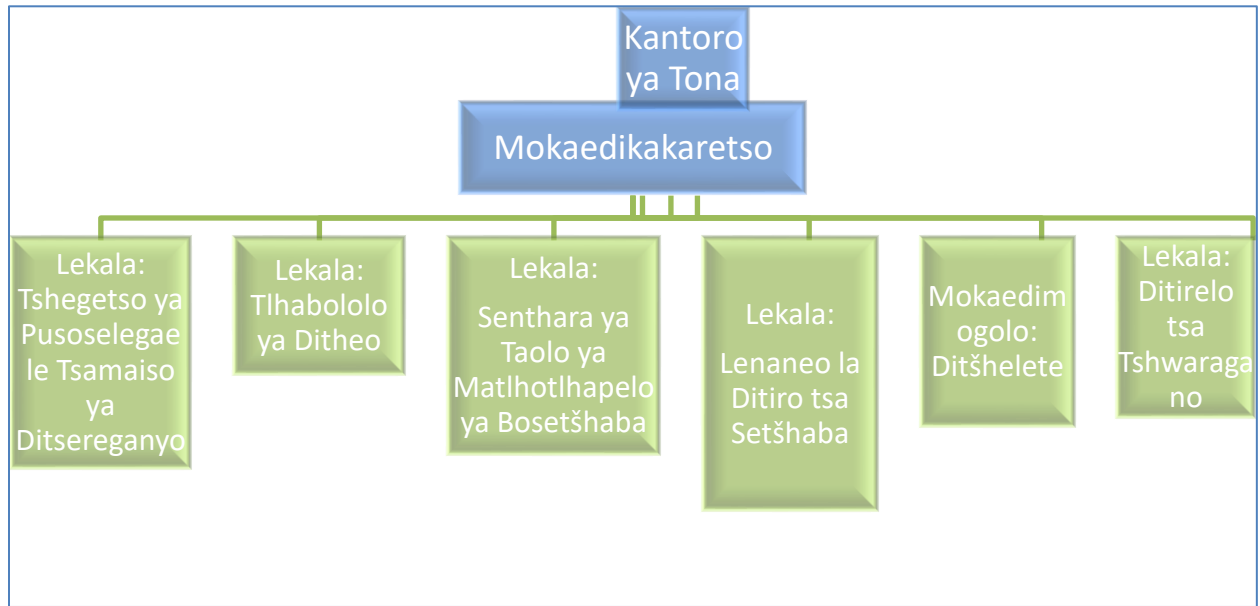 Kantoro
ya Tona
Mokaedikakaretso
Lekala:
Tshegetso ya
Pusoselegae
le Tsamaiso
ya
Ditsereganyo
Lekala:
Tlhabololo
ya Ditheo
Lekala:
Senthara ya
Taolo ya
Matlhotlhapelo
ya Bosetšhaba
Lekala:
Lenaneo la
Ditiro tsa
Setšhaba
Mokaedim
ogolo:
Ditšhelete
Lekala:
Ditirelo
tsa
Tshwaraga
no